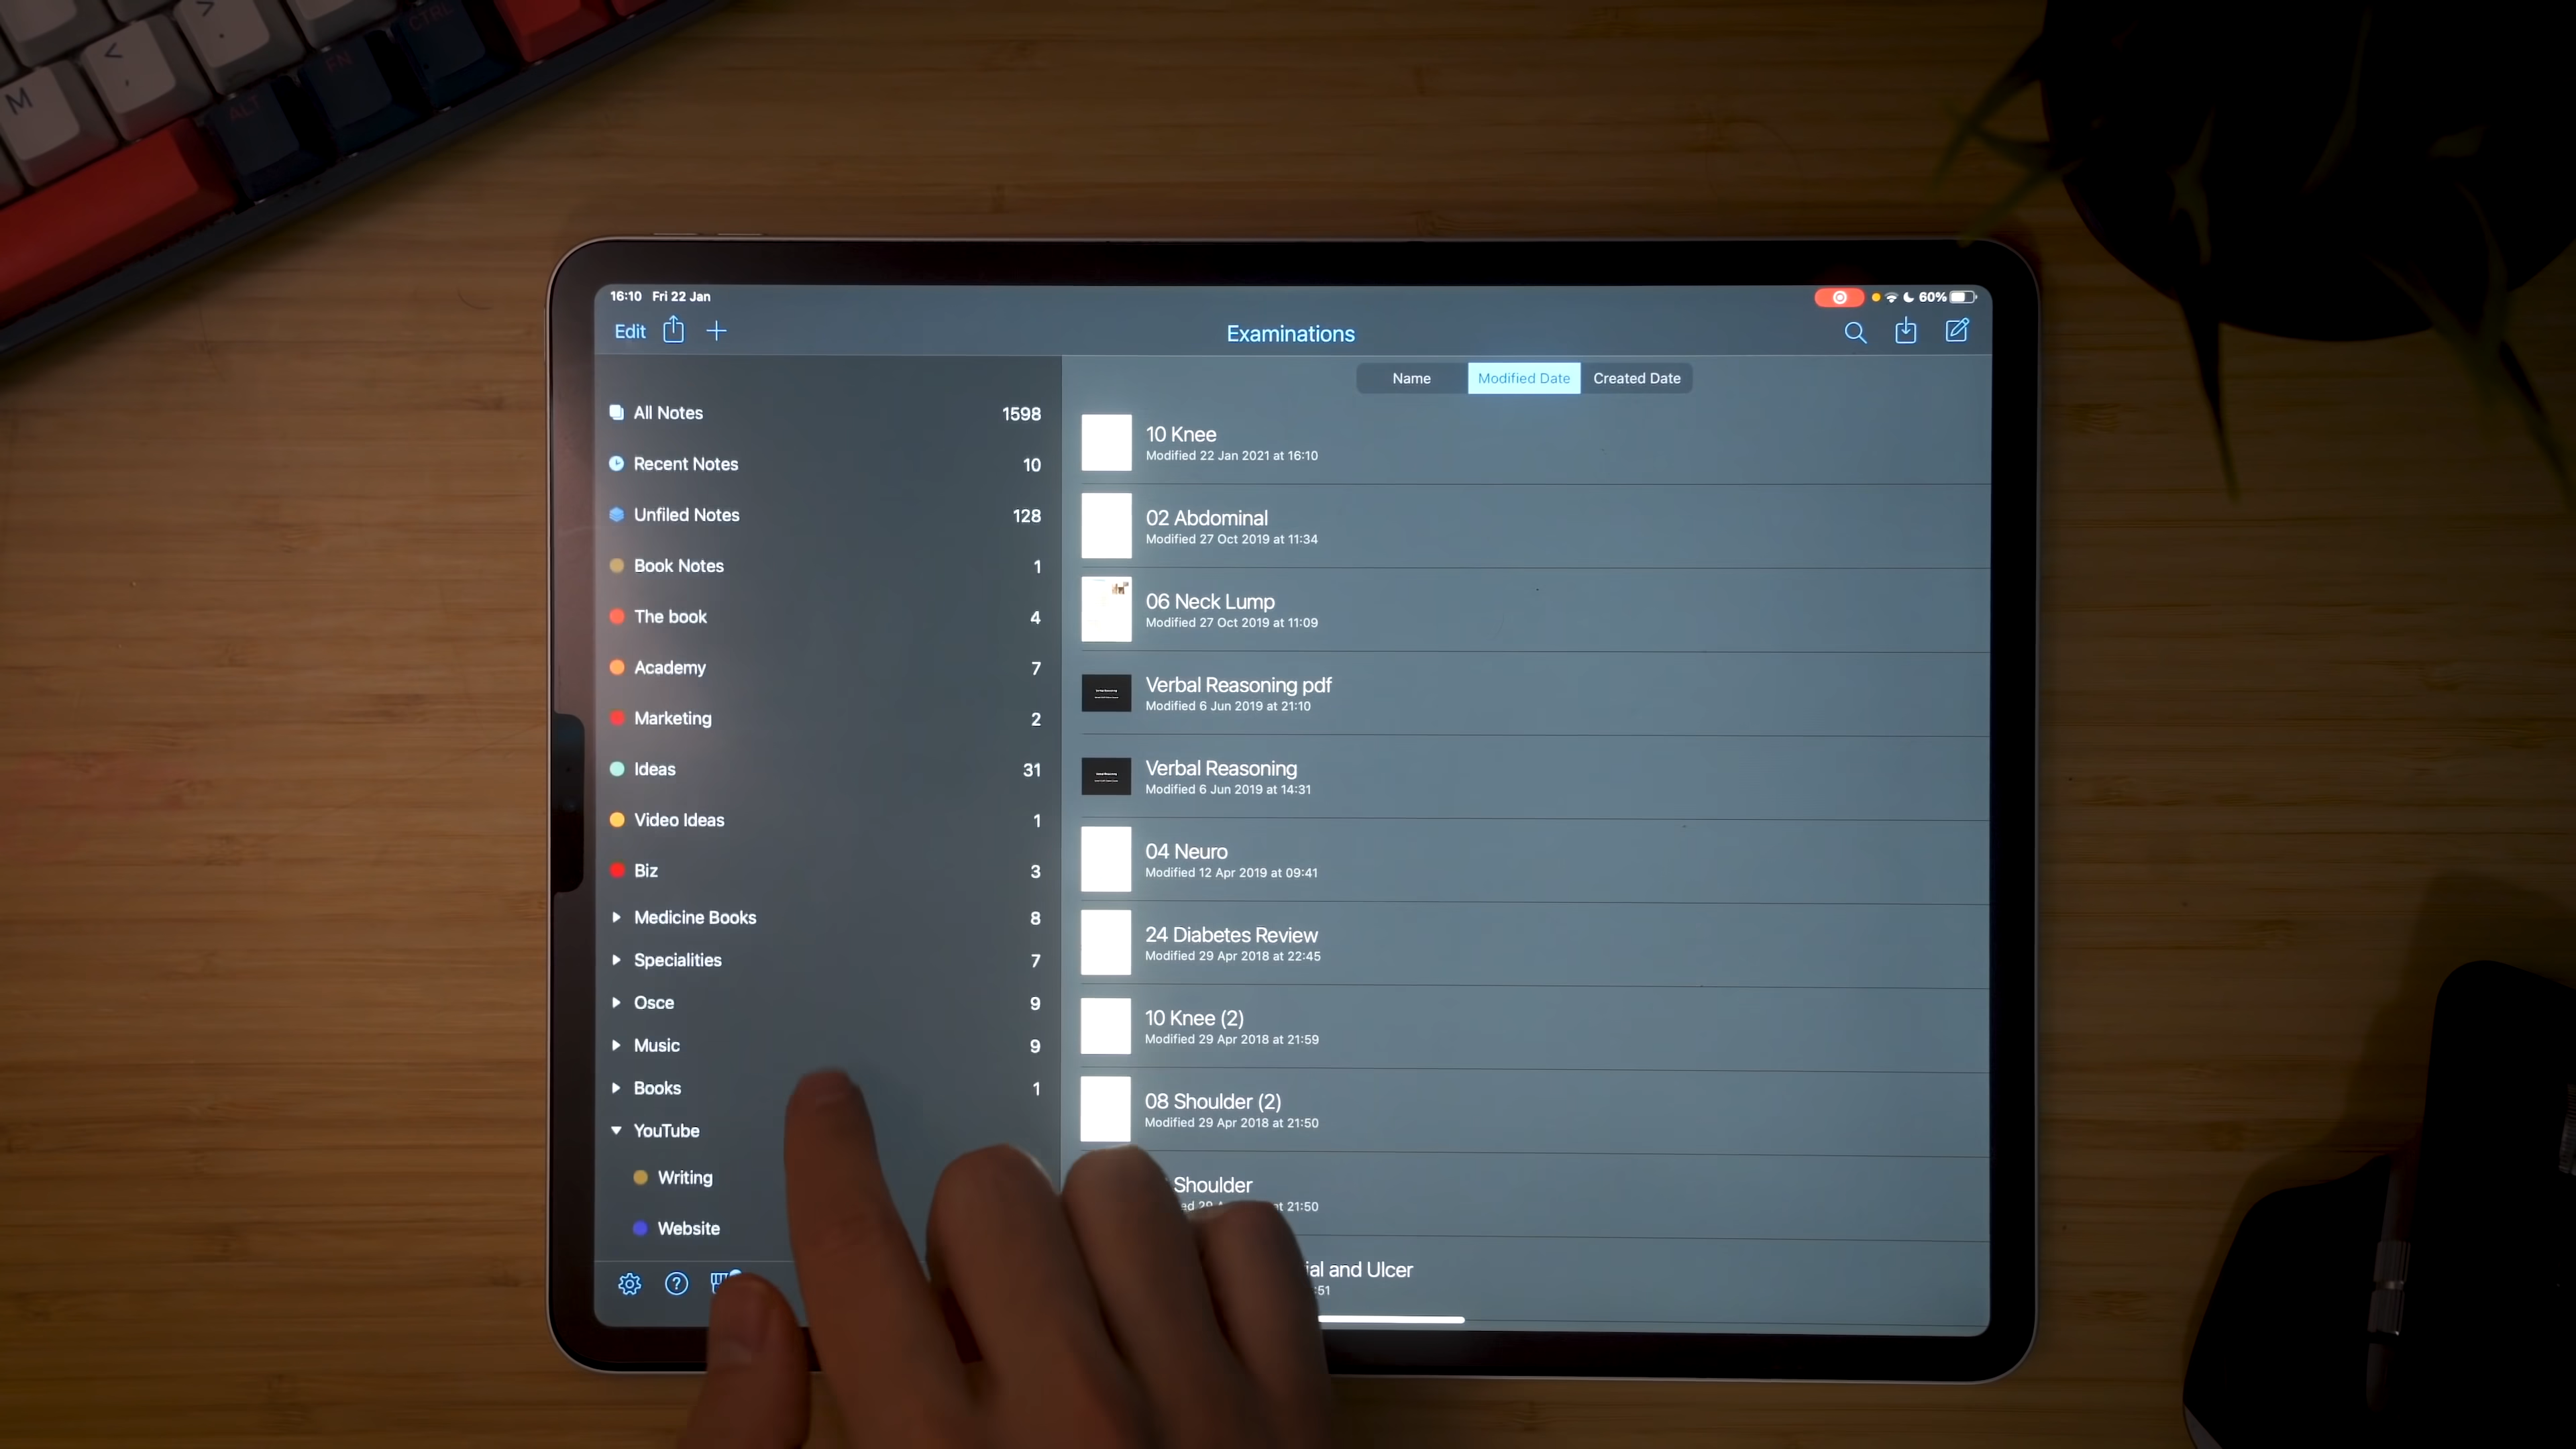 M
<
,
>
.
ALT
FN
CTRL
16:10 Fri 22 Jan
60%
Edit
Examinations
Name Modified Date Created Date
All Notes 1598
Recent Notes 10
Unfiled Notes 128
Book Notes 1
The book 4
Academy 7
Marketing 2
Ideas 31
Video Ideas 1
Biz 3
Medicine Books 8
Specialities 7
Osce 9
Music 9
Books 1
YouTube
Writing
Website
?
10 Knee
Modified 22 Jan 2021 at 16:10
02 Abdominal
Modified 27 Oct 2019 at 11:34
06 Neck Lump
Modified 27 Oct 2019 at 11:09
Verbal Reasoning pdf
Modified 6 Jun 2019 at 21:10
Verbal Reasoning
Modified 6 Jun 2019 at 14:31
04 Neuro
Modified 12 Apr 2019 at 09:41
24 Diabetes Review
Modified 29 Apr 2018 at 22:45
10 Knee (2)
Modified 29 Apr 2018 at 21:59
08 Shoulder (2)
Modified 29 Apr 2018 at 21:50
Shoulder
ed 29 A t 21:50
ial and Ulcer
:51